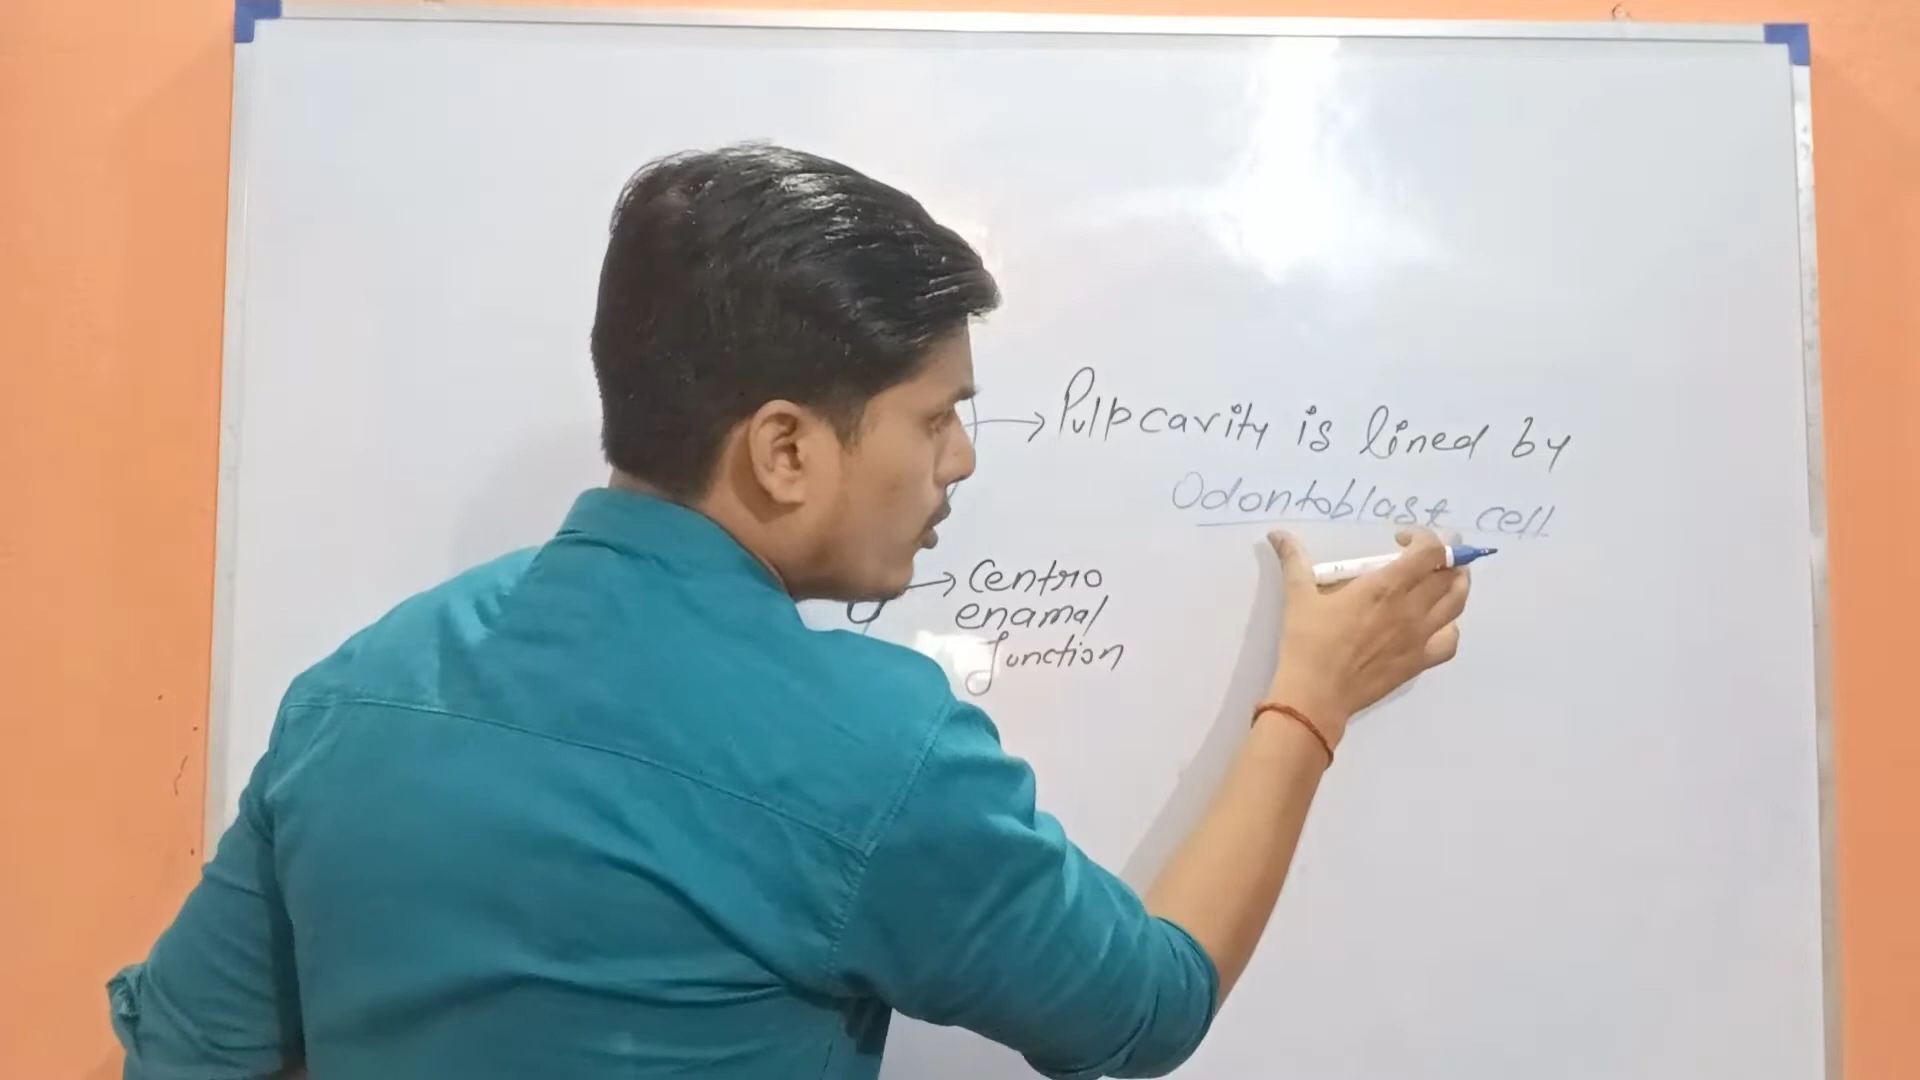 Pulp cavity is lined by
Odontoblast cell
Centro
enamal
Junction